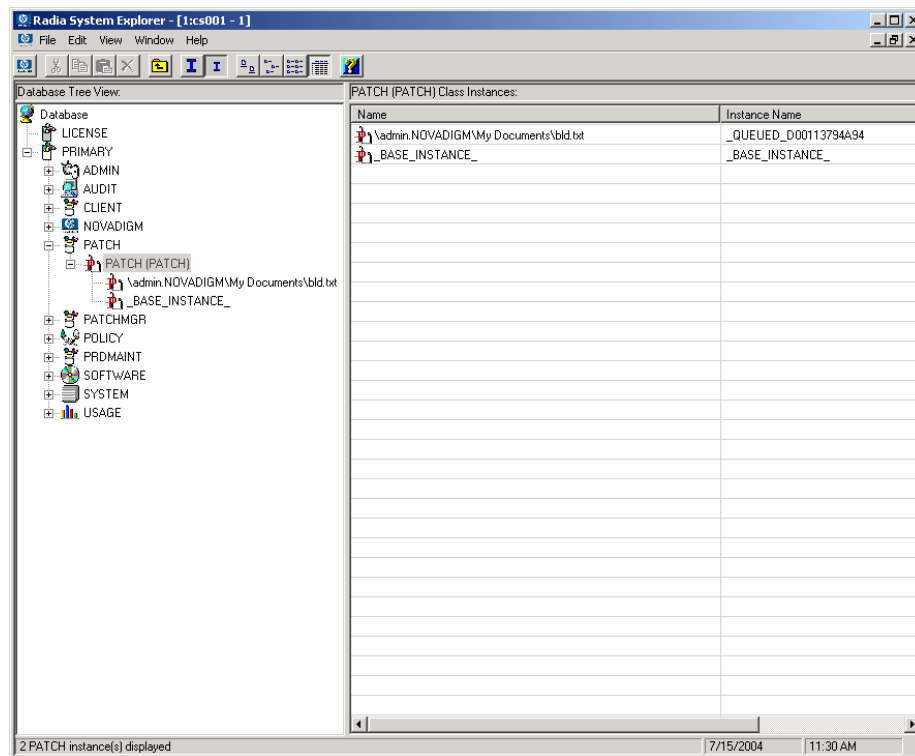 Radia System Explorer - [1:cs001 - 1]
File Edit View Window Help
Database Tree View:
PATCH (PATCH) Class Instances:
Database
LICENSE
PRIMARY
ADMIN
AUDIT
CLIENT
NOVADIGM
PATCH
PATCH (PATCH)
\admin.NOVADIGM\My Documents\bld.txt
_BASE_INSTANCE_
PATCHMGR
POLICY
PRDMAINT
SOFTWARE
SYSTEM
USAGE
Name Instance Name
\admin.NOVADIGM\My Documents\bld.txt _QUEUED_D00113794A94
_BASE_INSTANCE_ _BASE_INSTANCE_
2 PATCH instance(s) displayed 7/15/2004 11:30 AM